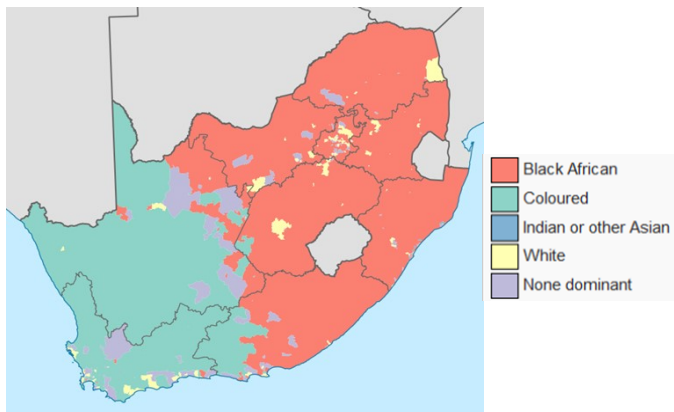 Black African
Coloured
Indian or other Asian
White
None dominant